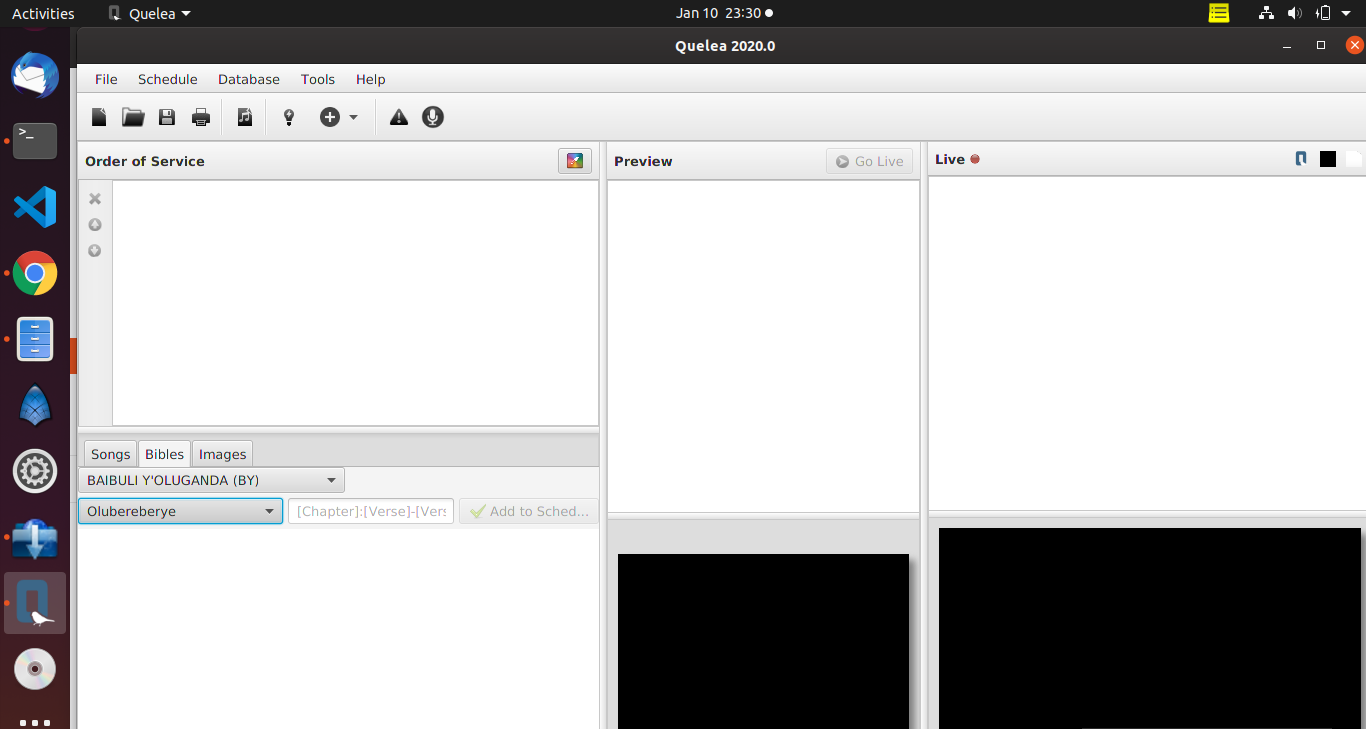 Activities Quelea Jan 10 23:30
Quelea 2020.0
File Schedule Database Tools Help
Order of Service
Preview Go Live
Live
Songs Bibles Images
BAIBULI Y'OLUGANDA (BY)
Olubereberye [Chapter]:[Verse]-[Vers Add to Sched...
>_